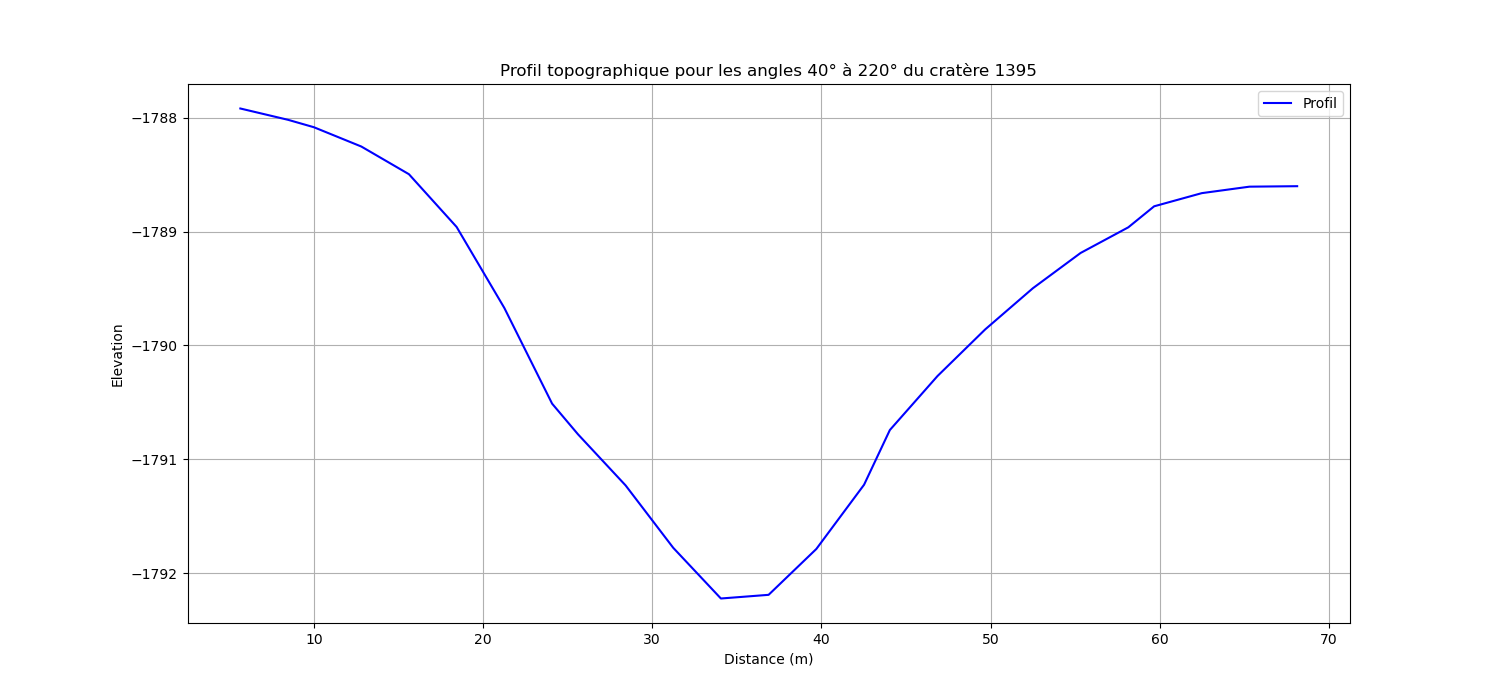 Profil topographique pour les angles 40° à 220° du cratère 1395
Profil
−1788
−1789
−1790
−1791
−1792
Elevation
10 20 30 40 50 60 70
Distance (m)